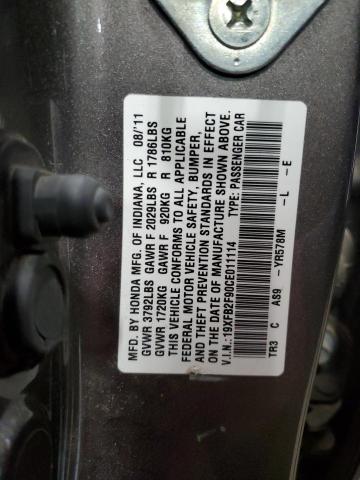 MFD. BY HONDA MFG. OF INDIANA, LLC 08/'11
GVWR 3792LBS GAWR F 2029LBS R 1786LBS
GVWR 1720KG GAWR F 920KG R 810KG
THIS VEHICLE CONFORMS TO ALL APPLICABLE
FEDERAL MOTOR VEHICLE SAFETY, BUMPER,
AND THEFT PREVENTION STANDARDS IN EFFECT
ON THE DATE OF MANUFACTURE SHOWN ABOVE.
V.I.N.:19XFB2F90CE011114 TYPE: PASSENGER CAR
TR3 C AS9 -YR578M -L -E